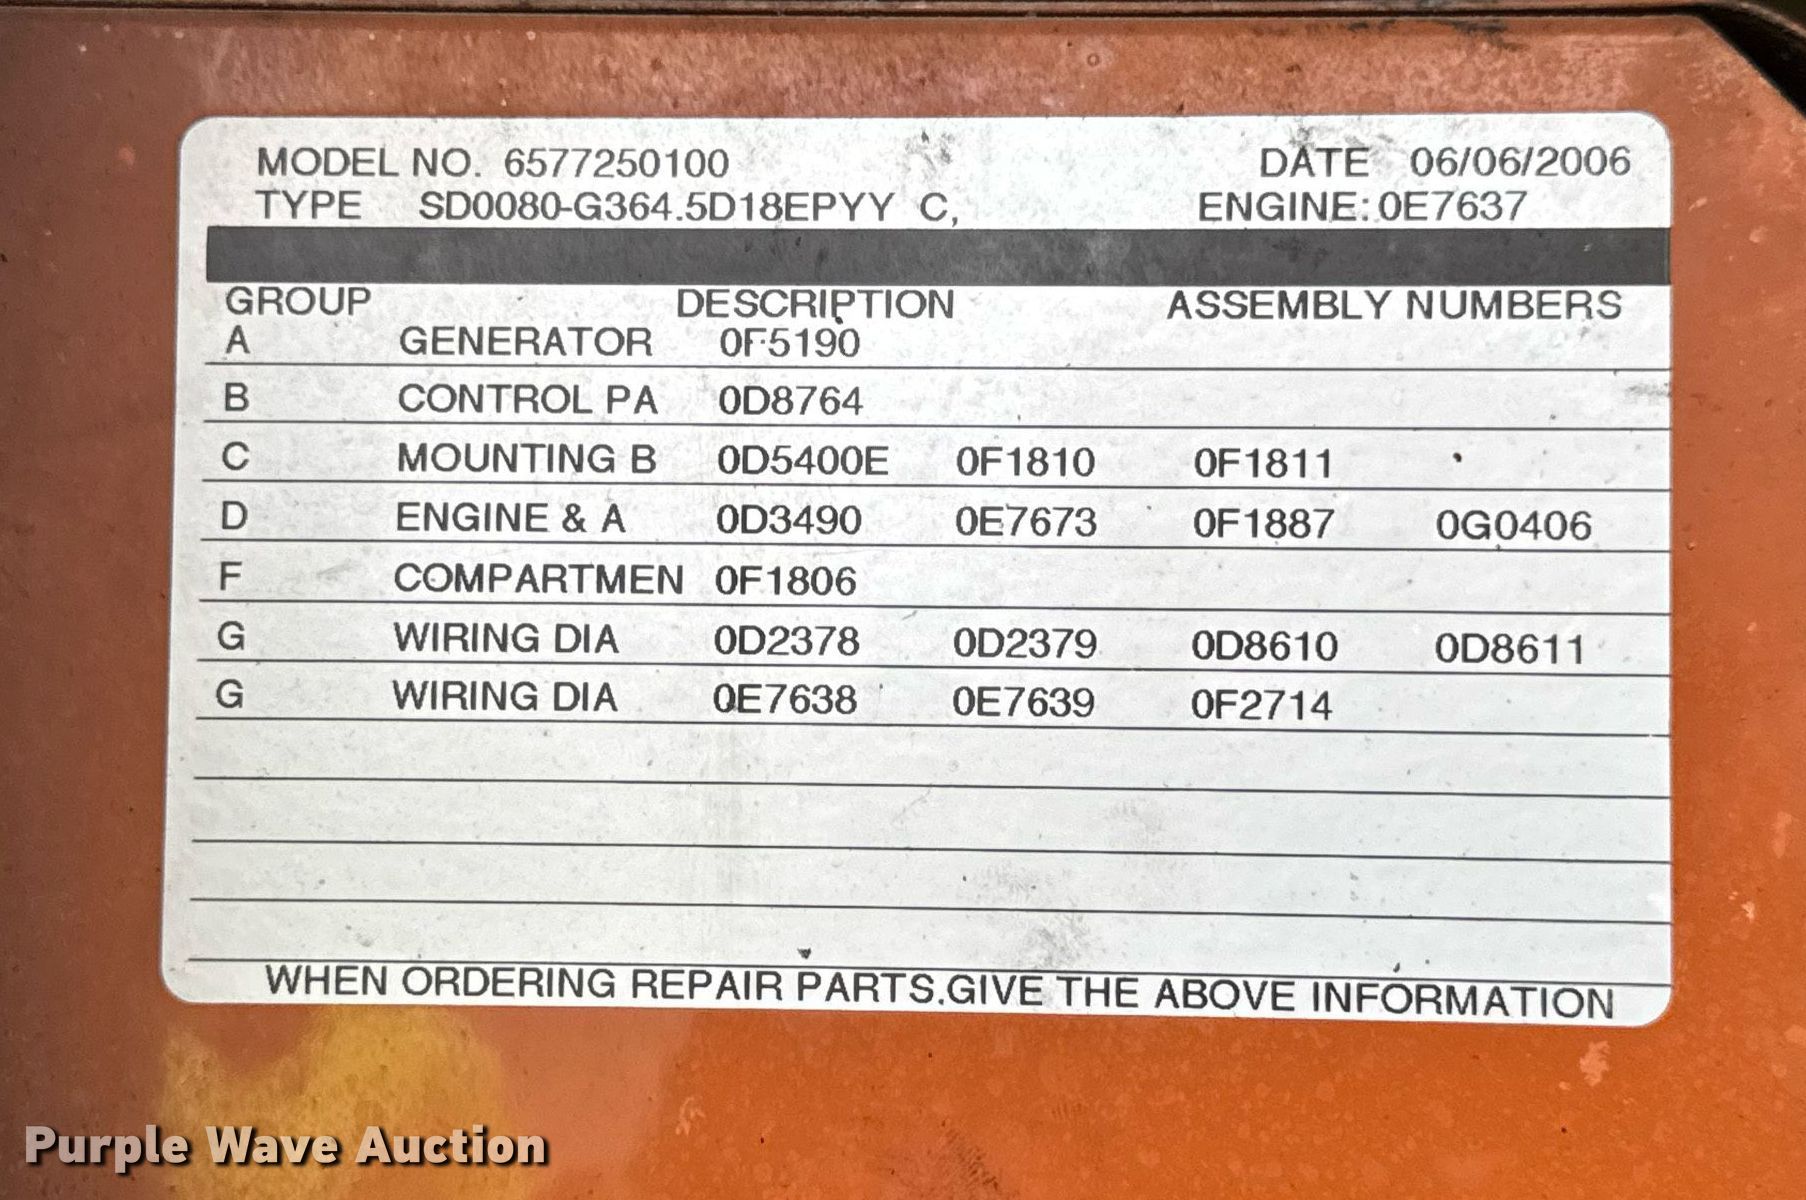 MODEL NO. 6577250100 DATE 06/06/2006
TYPE SD0080-G364.5D18EPYY C, ENGINE: 0E7637
GROUP DESCRIPTION ASSEMBLY NUMBERS
A GENERATOR 0F5190
B CONTROL PA 0D8764
C MOUNTING B 0D5400E 0F1810 0F1811
D ENGINE & A 0D3490 0E7673 0F1887 0G0406
F COMPARTMEN 0F1806
G WIRING DIA 0D2378 0D2379 0D8610 0D8611
G WIRING DIA 0E7638 0E7639 0F2714
WHEN ORDERING REPAIR PARTS.GIVE THE ABOVE INFORMATION
Purple Wave Auction